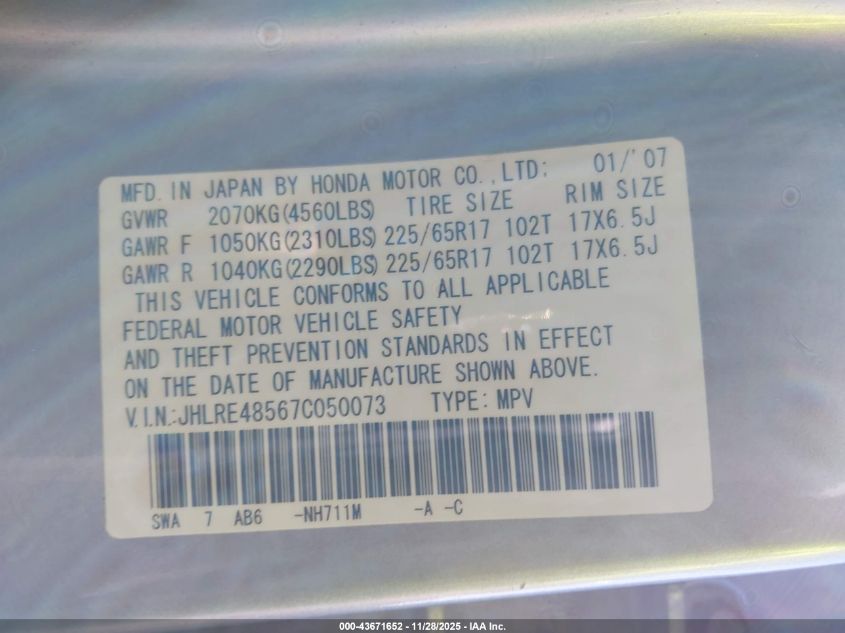 MFD. IN JAPAN BY HONDA MOTOR CO., LTD: 01/'07
GVWR 2070KG(4560LBS) TIRE SIZE RIM SIZE
GAWR F 1050KG(2310LBS) 225/65R17 102T 17X6.5J
GAWR R 1040KG(2290LBS) 225/65R17 102T 17X6.5J
THIS VEHICLE CONFORMS TO ALL APPLICABLE
FEDERAL MOTOR VEHICLE SAFETY
AND THEFT PREVENTION STANDARDS IN EFFECT
ON THE DATE OF MANUFACTURE SHOWN ABOVE.
V.I.N.:JHLRE48567C050073 TYPE: MPV
SWA 7 AB6 -NH711M -A -C
000-43671652 - 11/28/2025 - IAA Inc.